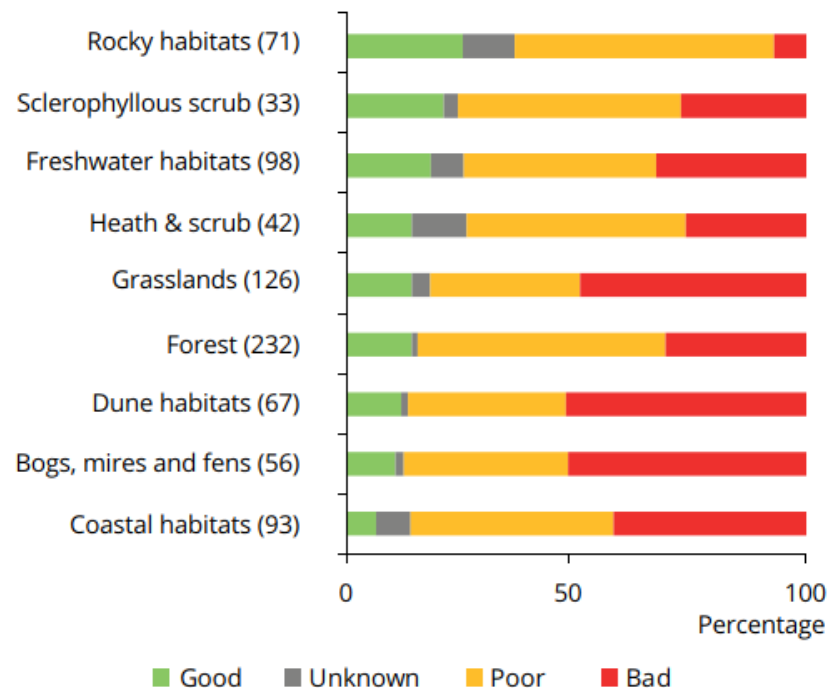 Rocky habitats (71)
Sclerophyllous scrub (33)
Freshwater habitats (98)
Heath & scrub (42)
Grasslands (126)
Forest (232)
Dune habitats (67)
Bogs, mires and fens (56)
Coastal habitats (93)
0 50 100
Percentage
Good Unknown Poor Bad